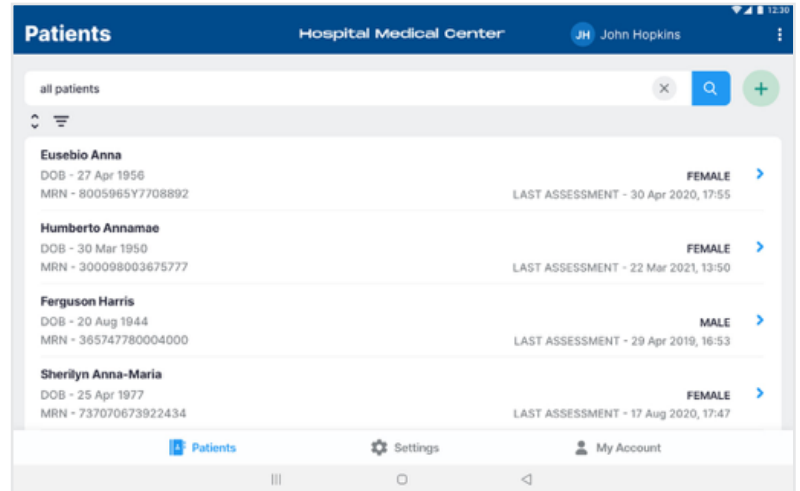 12:30
Patients
Hospital Medical Center
JH John Hopkins
all patients
Eusebio Anna
DOB - 27 Apr 1956
FEMALE
MRN - 8005965Y7708892
LAST ASSESSMENT - 30 Apr 2020, 17:55
Humberto Annamae
DOB - 30 Mar 1950
FEMALE
MRN - 300098003675777
LAST ASSESSMENT - 22 Mar 2021, 13:50
Ferguson Harris
DOB - 20 Aug 1944
MALE
MRN - 365747780004000
LAST ASSESSMENT - 29 Apr 2019, 16:53
Sherilyn Anna-Maria
DOB - 25 Apr 1977
FEMALE
MRN - 737070673922434
LAST ASSESSMENT - 17 Aug 2020, 17:47
Patients
Settings
My Account